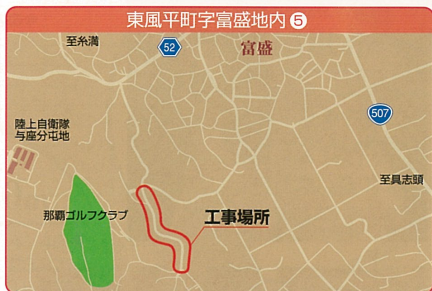 東風平町字富盛地内❺
至糸満
52
富盛
507
陸上自衛隊
与座分屯地
至具志頭
那覇ゴルフクラブ
工事場所